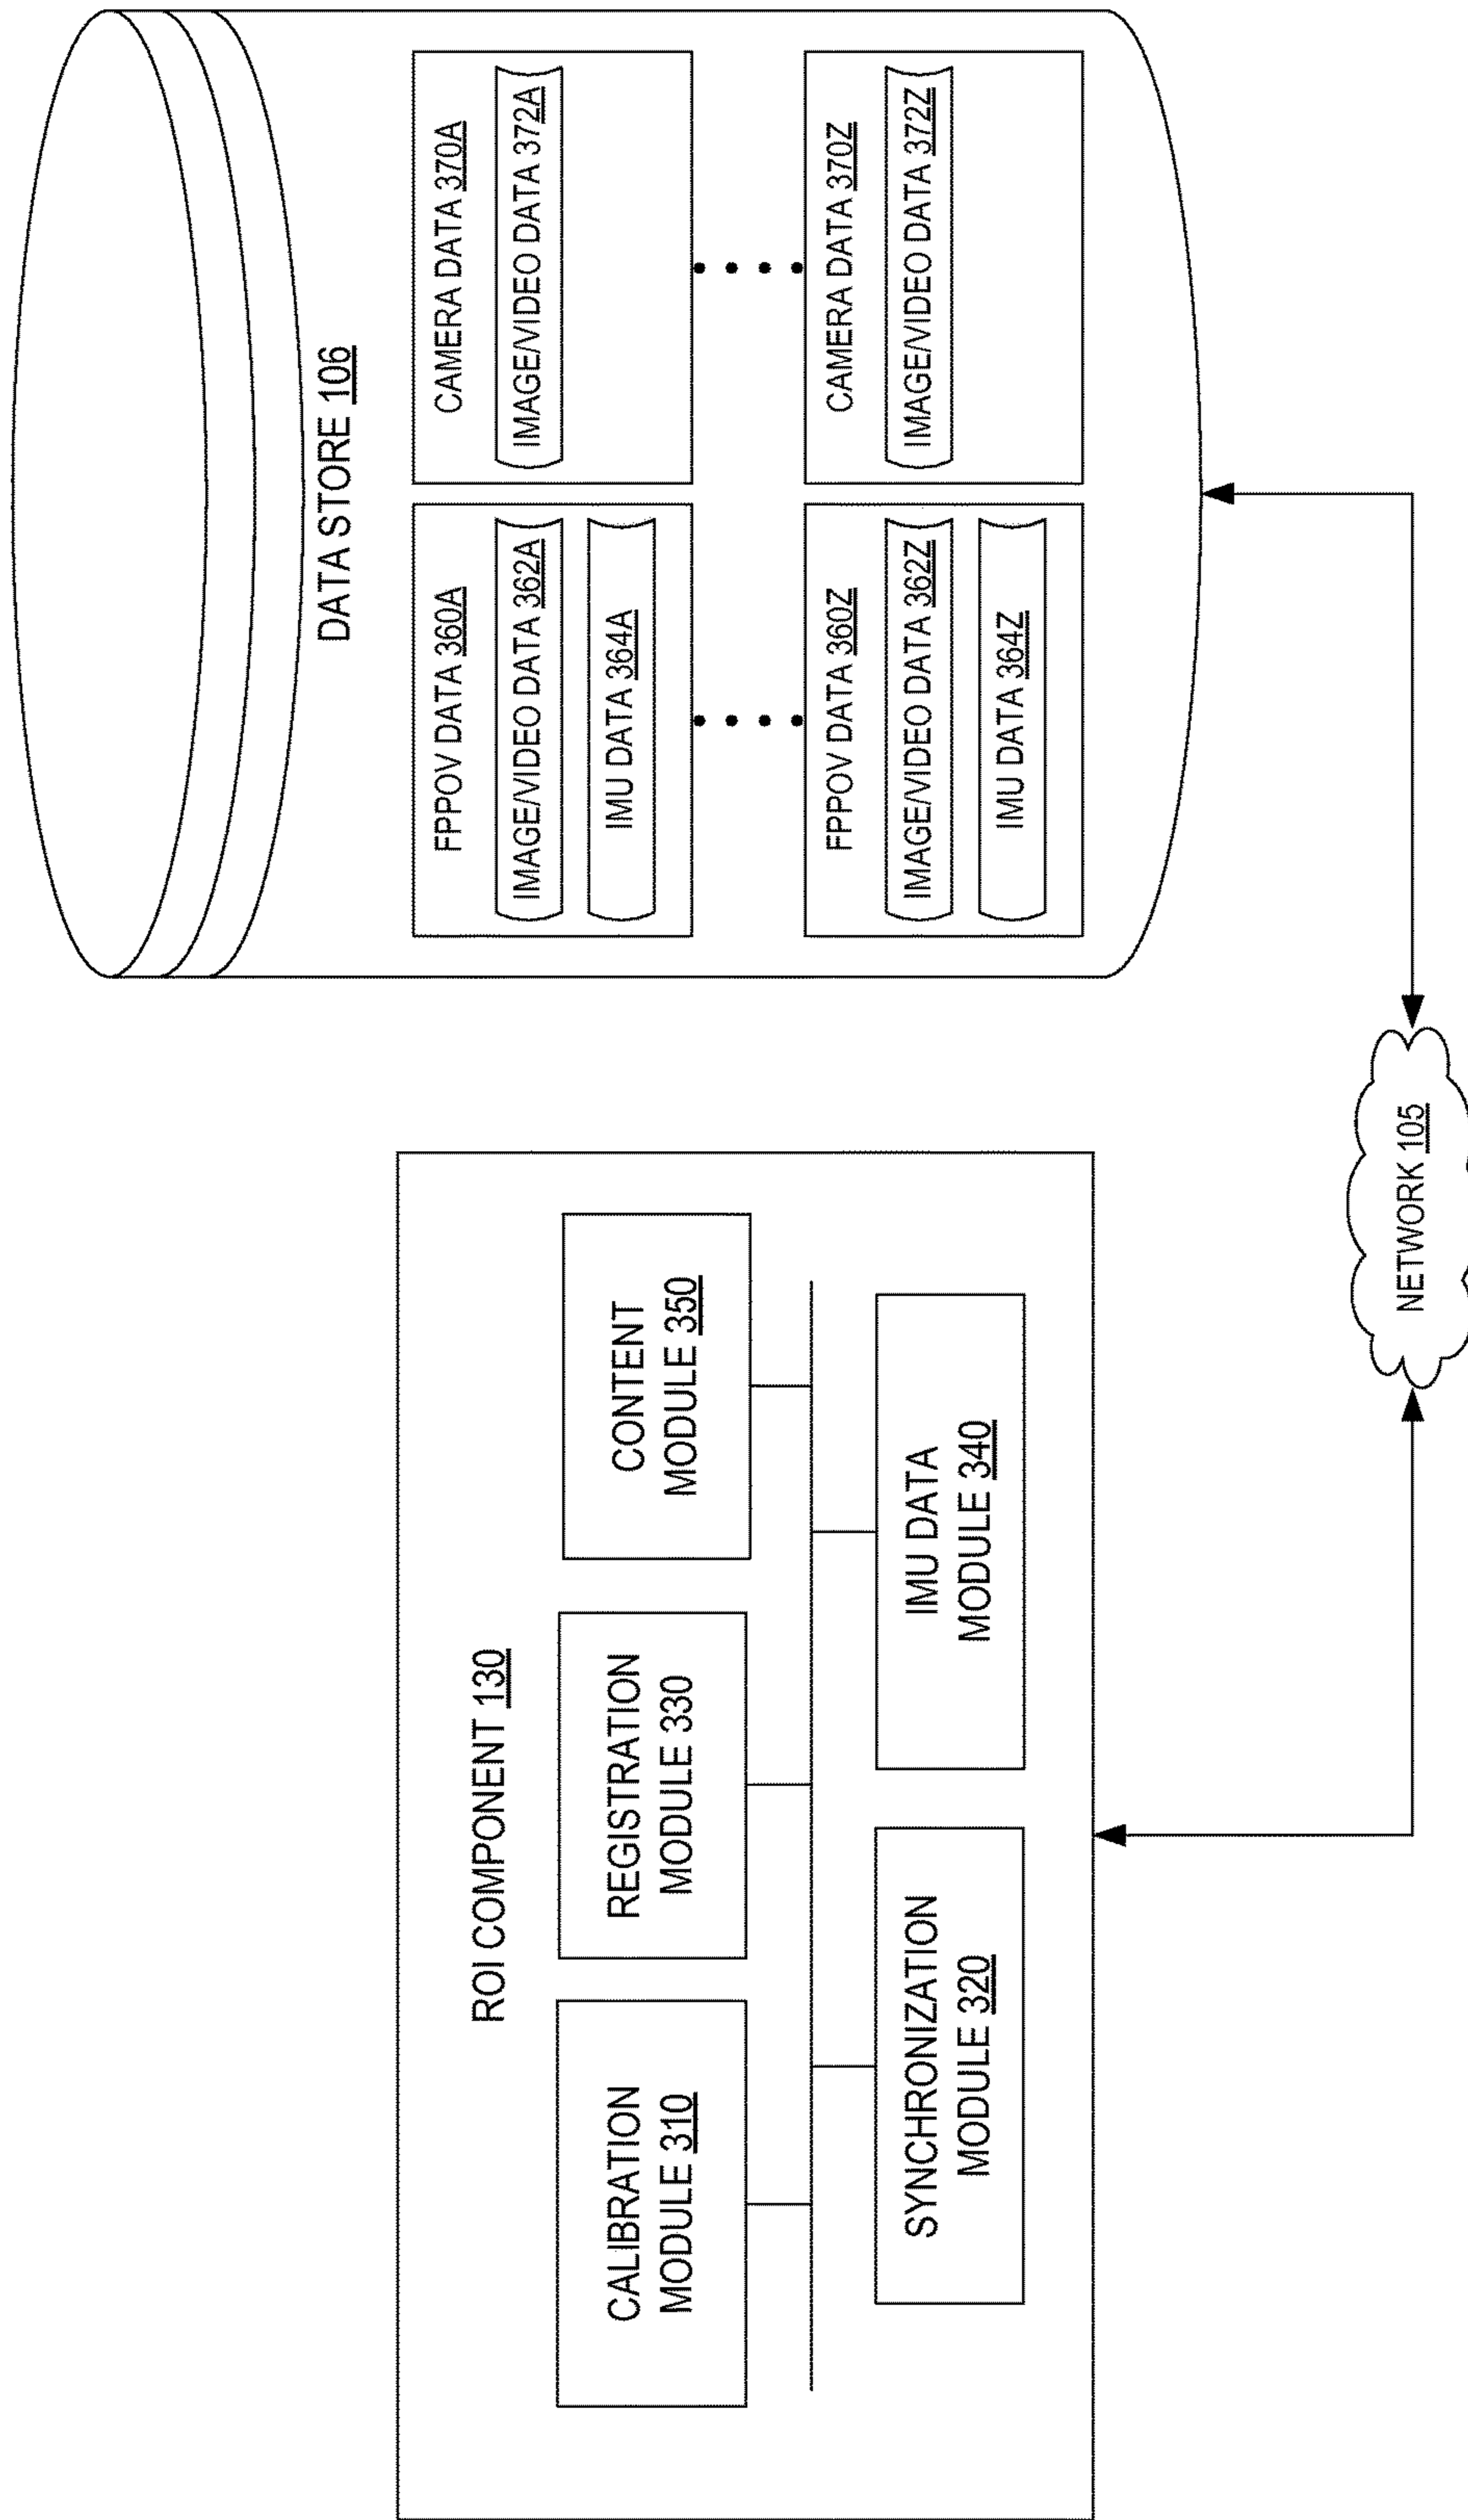 ROI COMPONENT 130
CALIBRATION
MODULE 310
REGISTRATION
MODULE 330
CONTENT
MODULE 350
SYNCHRONIZATION
MODULE 320
IMU DATA
MODULE 340
DATA STORE 106
FPPOV DATA 360A
IMAGE/VIDEO DATA 362A
IMU DATA 364A
CAMERA DATA 370A
IMAGE/VIDEO DATA 372A
FPPOV DATA 360Z
IMAGE/VIDEO DATA 362Z
IMU DATA 364Z
CAMERA DATA 370Z
IMAGE/VIDEO DATA 372Z
NETWORK 105